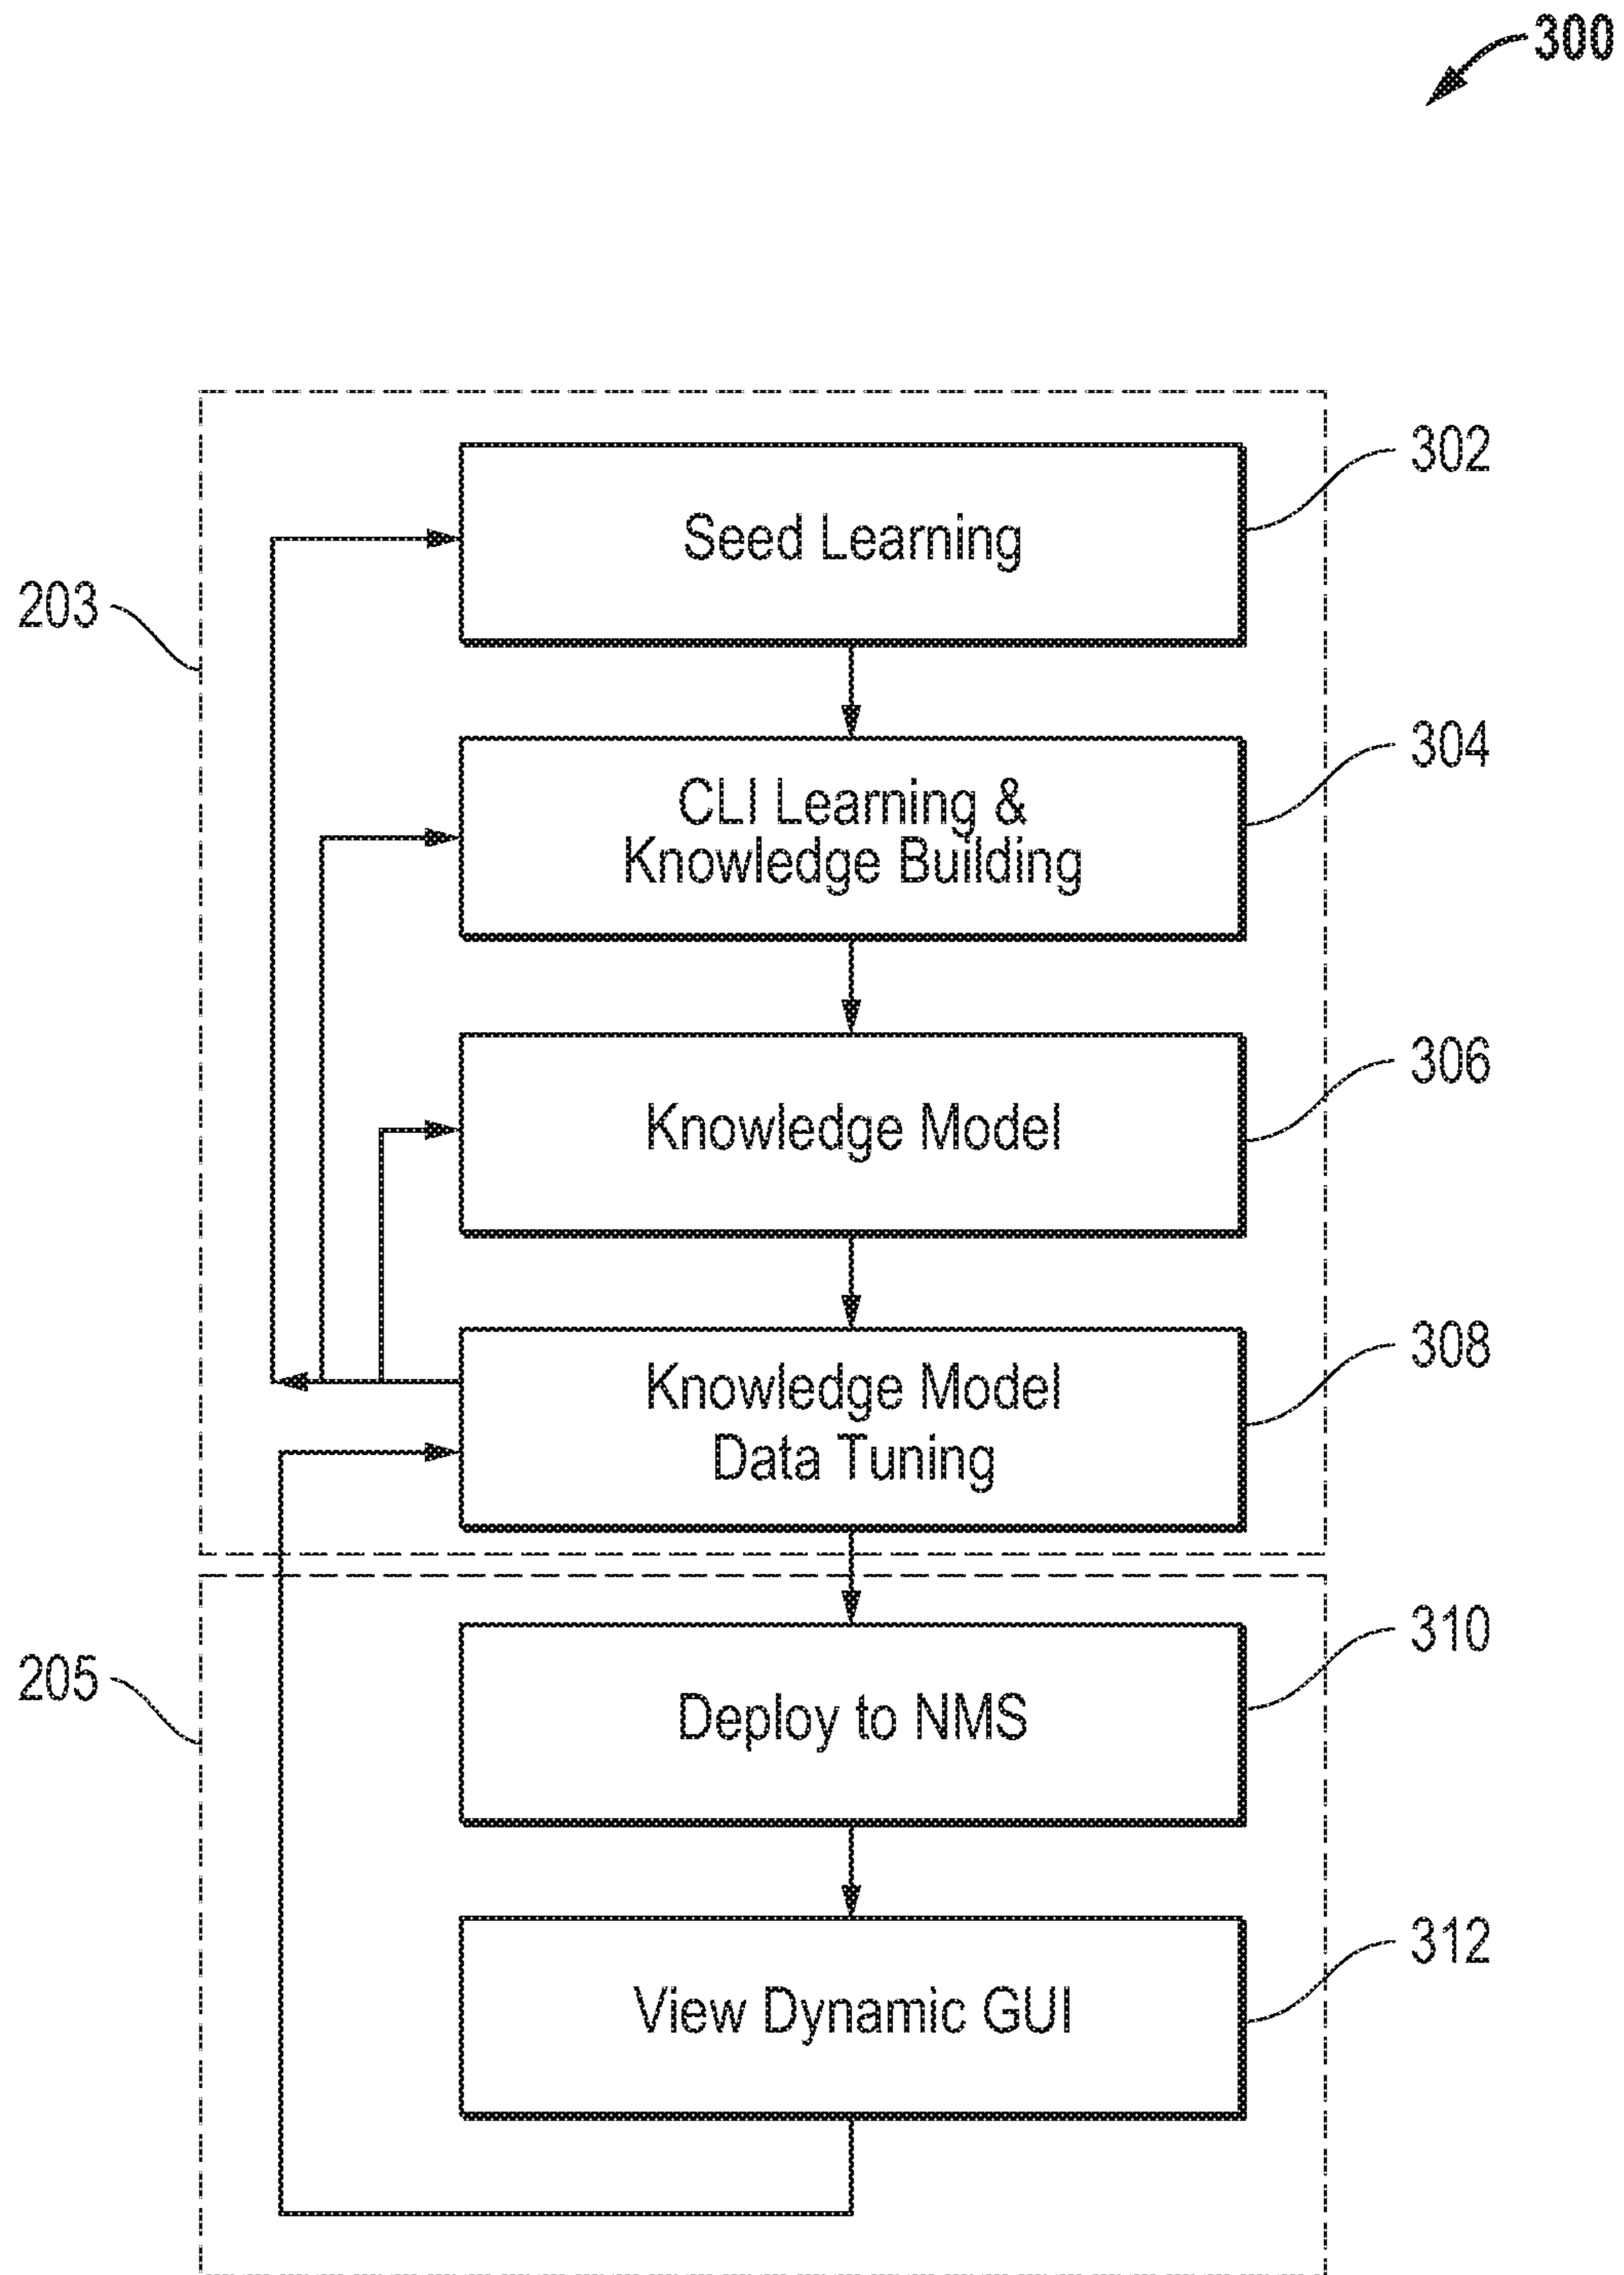 300
302
Seed Learning
203
304
CLI Learning &
Knowledge Building
306
Knowledge Model
308
Knowledge Model
Data Tuning
310
205
Deploy to NMS
312
View Dynamic GUI